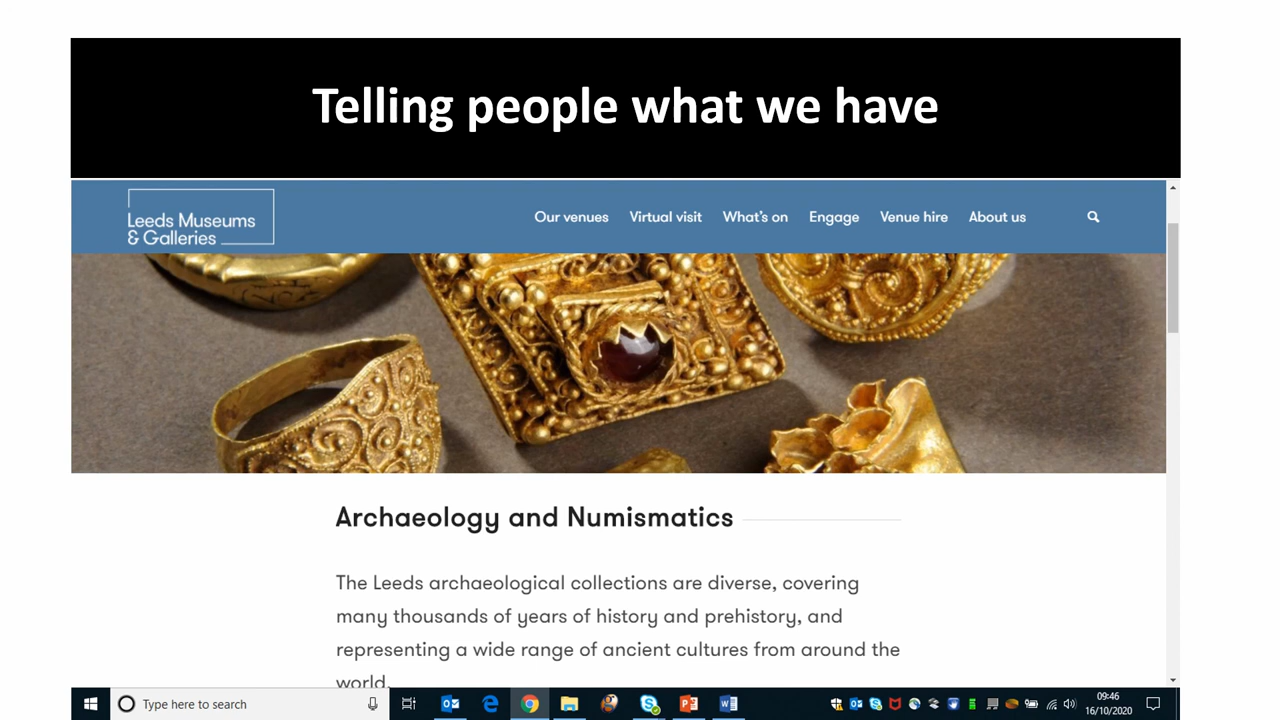 Telling people what we have
Leeds Museums
& Galleries
Our venues Virtual visit What's on Engage Venue hire About us
Archaeology and Numismatics
The Leeds archaeological collections are diverse, covering
many thousands of years of history and prehistory, and
representing a wide range of ancient cultures from around the
world.
Type here to search
09:46
16/10/2020